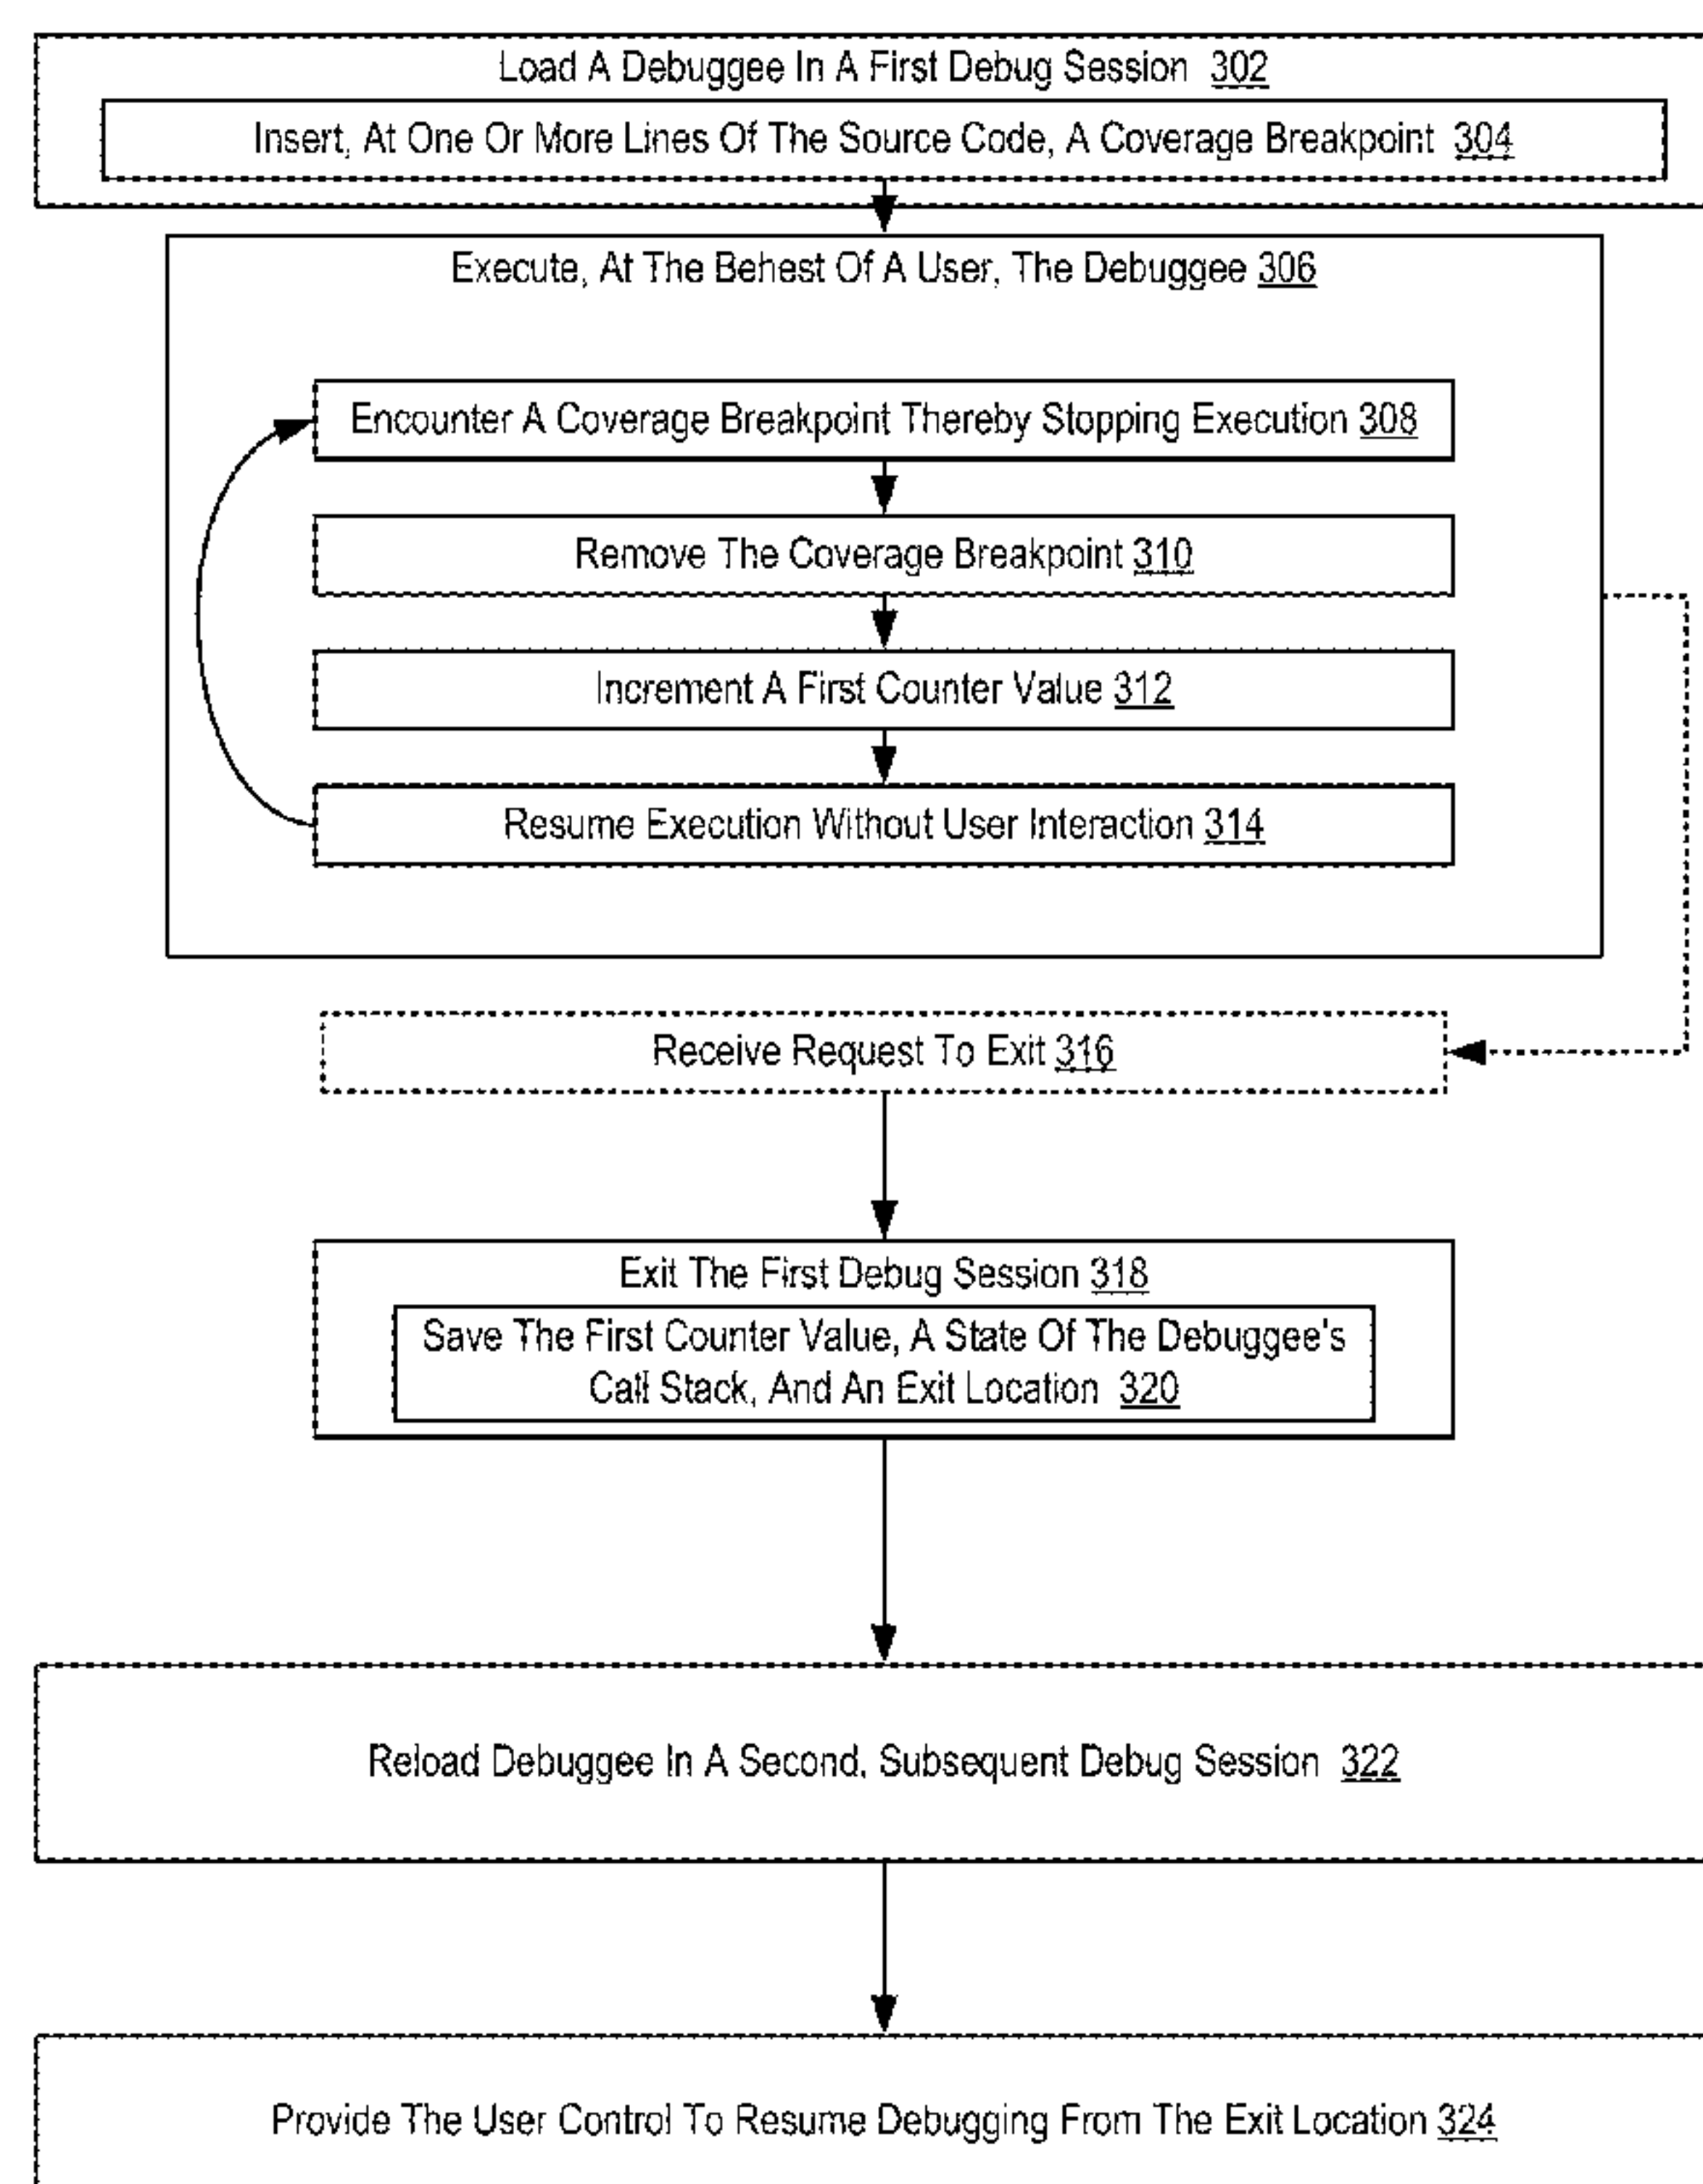 Load A Debuggee In A First Debug Session 302
Insert, At One Or More Lines Of The Source Code, A Coverage Breakpoint 304
Execute, At The Behest Of A User, The Debuggee 306
Encounter A Coverage Breakpoint Thereby Stopping Execution 308
Remove The Coverage Breakpoint 310
Increment A First Counter Value 312
Resume Execution Without User Interaction 314
Receive Request To Exit 316
Exit The First Debug Session 318
Save The First Counter Value, A State Of The Debuggee's
Call Stack, And An Exit Location 320
Reload Debuggee In A Second, Subsequent Debug Session 322
Provide The User Control To Resume Debugging From The Exit Location 324